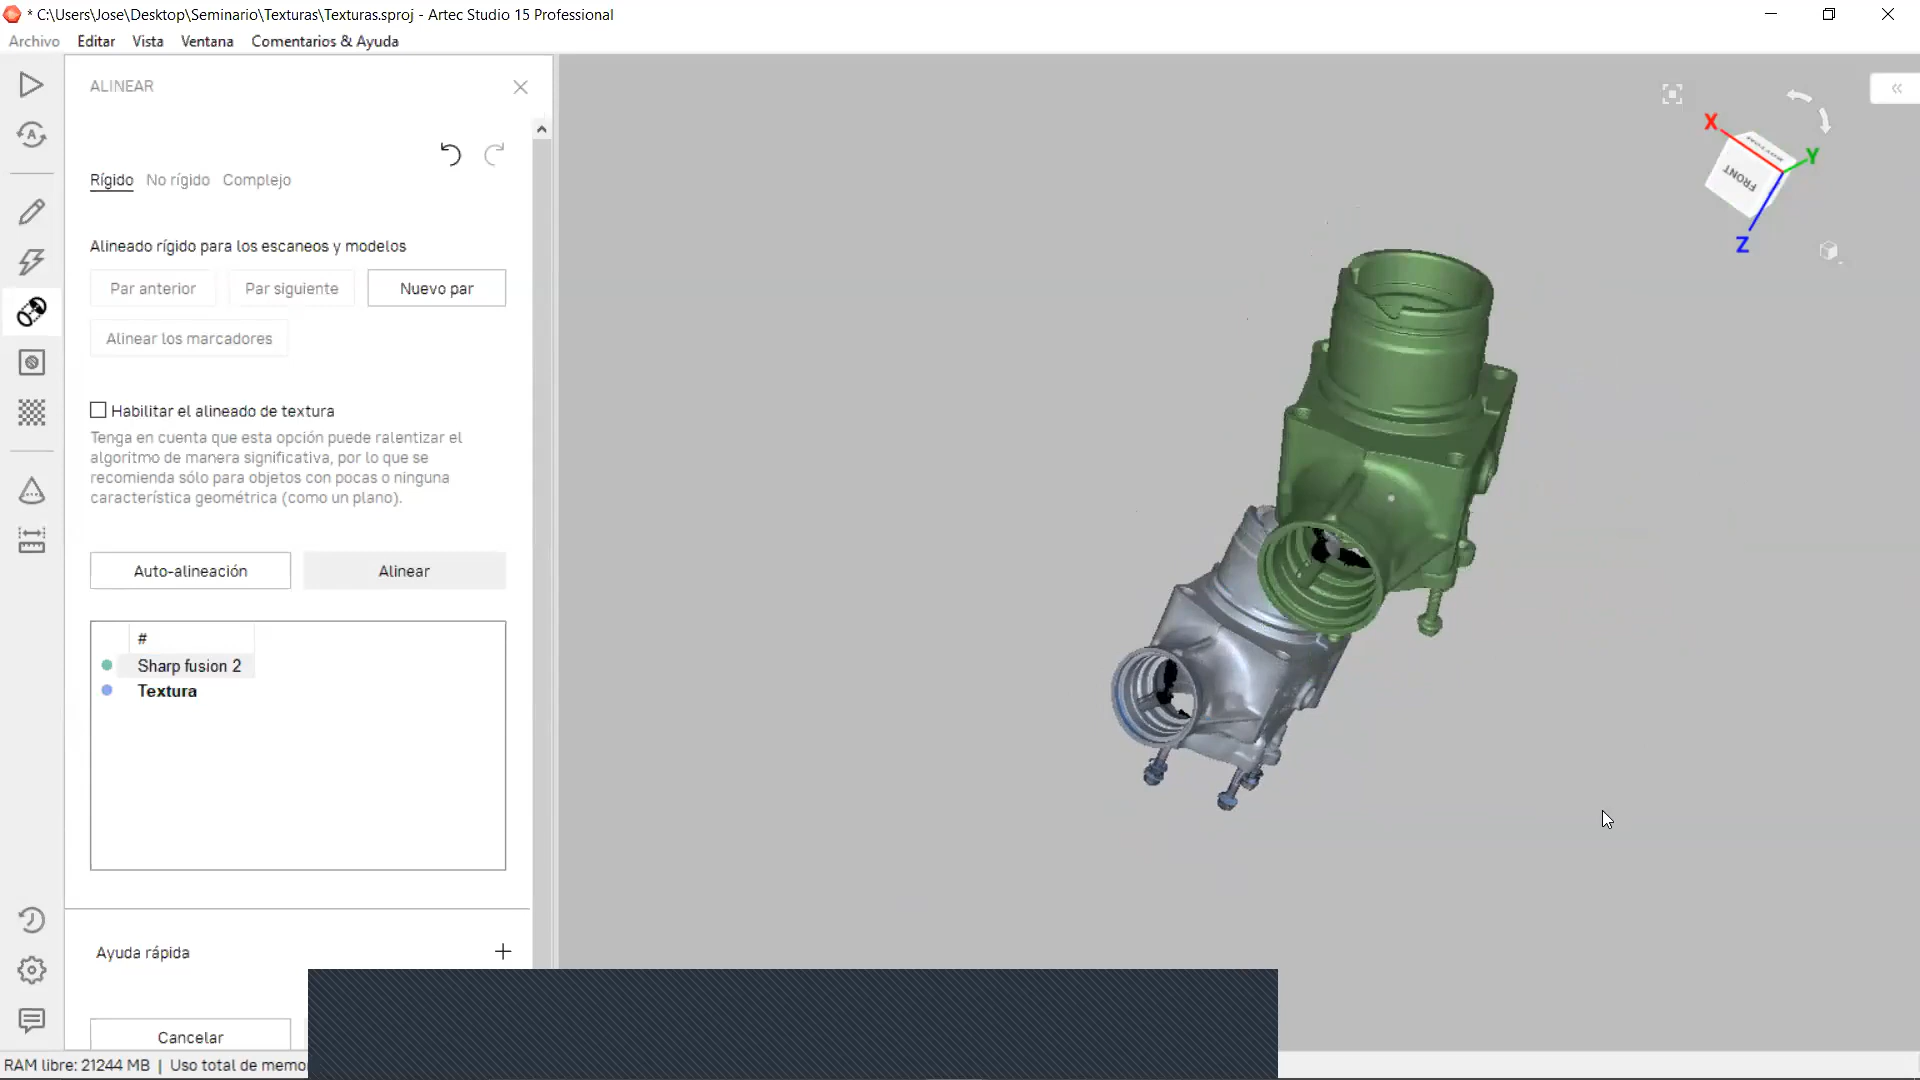 * C:\Users\Jose\Desktop\Seminario\Texturas\Texturas.sproj - Artec Studio 15 Professional
Archivo Editar Vista Ventana Comentarios & Ayuda
ALINEAR
Rígido No rígido Complejo
Alineado rígido para los escaneos y modelos
Par anterior Par siguiente Nuevo par
Alinear los marcadores
Habilitar el alineado de textura
Tenga en cuenta que esta opción puede ralentizar el
algoritmo de manera significativa, por lo que se
recomienda sólo para objetos con pocas o ninguna
característica geométrica (como un plano).
Auto-alineación Alinear
#
Sharp fusion 2
Textura
Ayuda rápida
Cancelar
RAM libre: 21244 MB | Uso total de memo
X
Y
Z
FRONT
BOTTOM
A